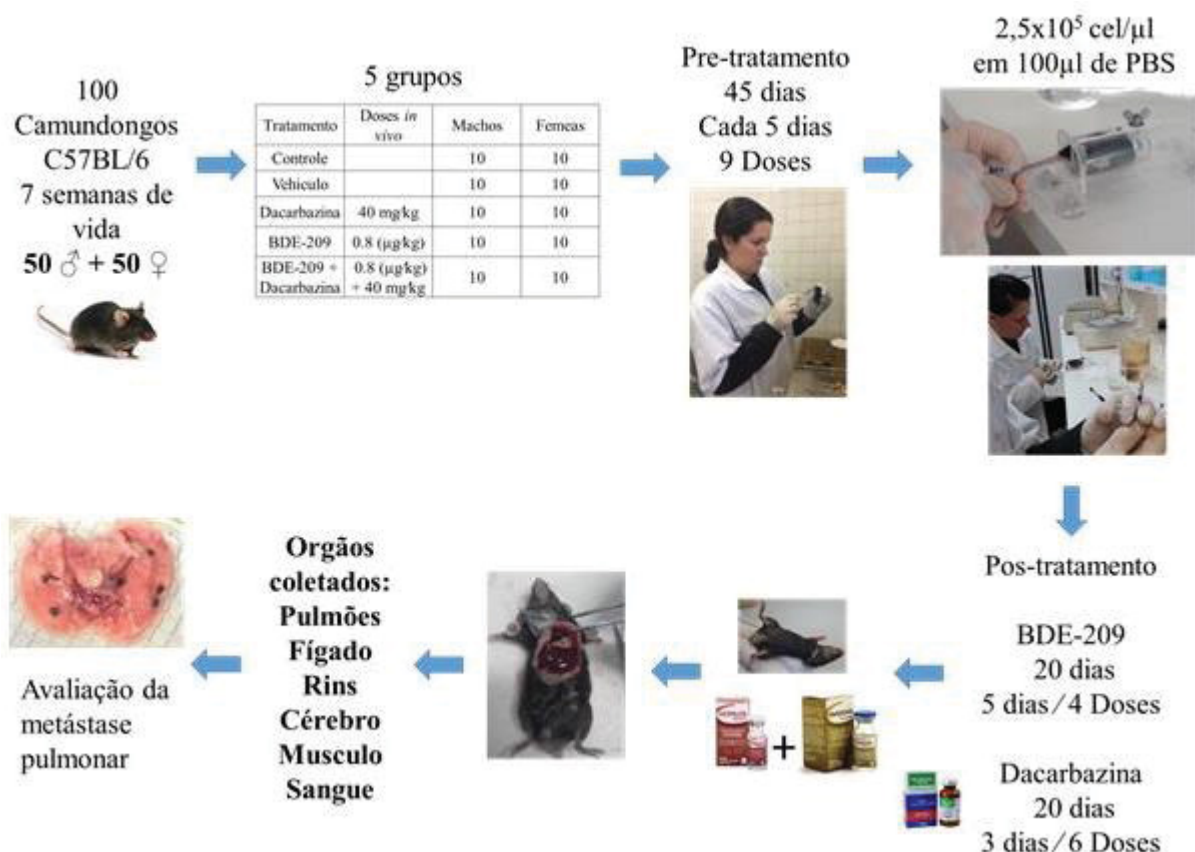 100
Camundongos
C57BL/6
7 semanas de
vida
50 ♂ + 50 ♀
5 grupos
Tratamento Doses in vivo Machos Femeas
Controle 10 10
Vehiculo 10 10
Dacarbazina 40 mg/kg 10 10
BDE-209 0.8 (µg/kg) 10 10
BDE-209 + Dacarbazina 0.8 (µg/kg) + 40 mg/kg 10 10
Pre-tratamento
45 dias
Cada 5 dias
9 Doses
2,5x10⁵ cel/µl
em 100µl de PBS
Pos-tratamento
BDE-209
20 dias
5 dias / 4 Doses
Dacarbazina
20 dias
3 dias / 6 Doses
+
Orgãos
coletados:
Pulmões
Fígado
Rins
Cérebro
Musculo
Sangue
Avaliação da
metástase
pulmonar